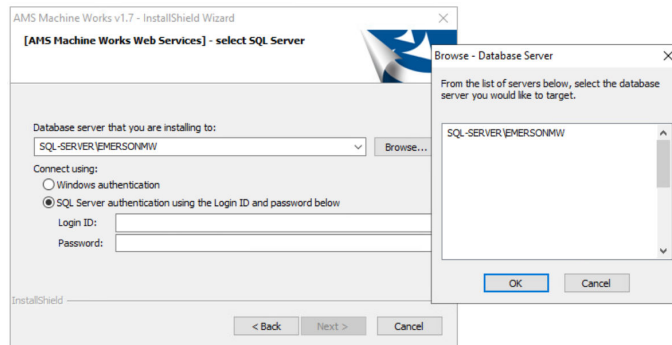 AMS Machine Works v1.7 - InstallShield Wizard
[AMS Machine Works Web Services] - select SQL Server
Database server that you are installing to:
SQL-SERVER\EMERSONMW
Browse...
Connect using:
Windows authentication
SQL Server authentication using the Login ID and password below
Login ID:
Password:
InstallShield
< Back
Next >
Cancel
Browse - Database Server
From the list of servers below, select the database
server you would like to target.
SQL-SERVER\EMERSONMW
OK
Cancel